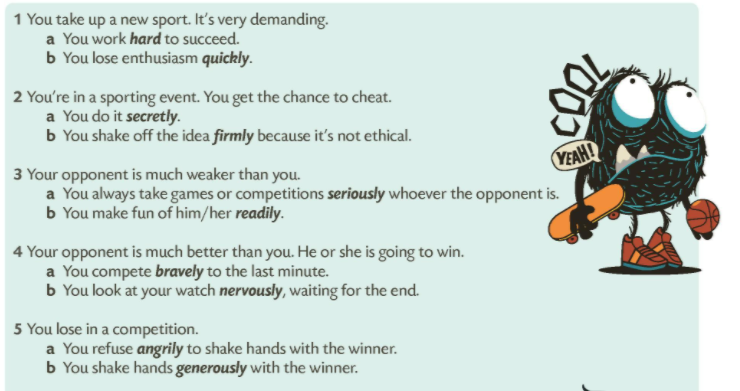 1 You take up a new sport. It's very demanding.
a You work hard to succeed.
b You lose enthusiasm quickly.
2 You're in a sporting event. You get the chance to cheat.
a You do it secretly.
b You shake off the idea firmly because it's not ethical.
3 Your opponent is much weaker than you.
a You always take games or competitions seriously whoever the opponent is.
b You make fun of him/her readily.
4 Your opponent is much better than you. He or she is going to win.
a You compete bravely to the last minute.
b You look at your watch nervously, waiting for the end.
5 You lose in a competition.
a You refuse angrily to shake hands with the winner.
b You shake hands generously with the winner.
COOL
YEAH!